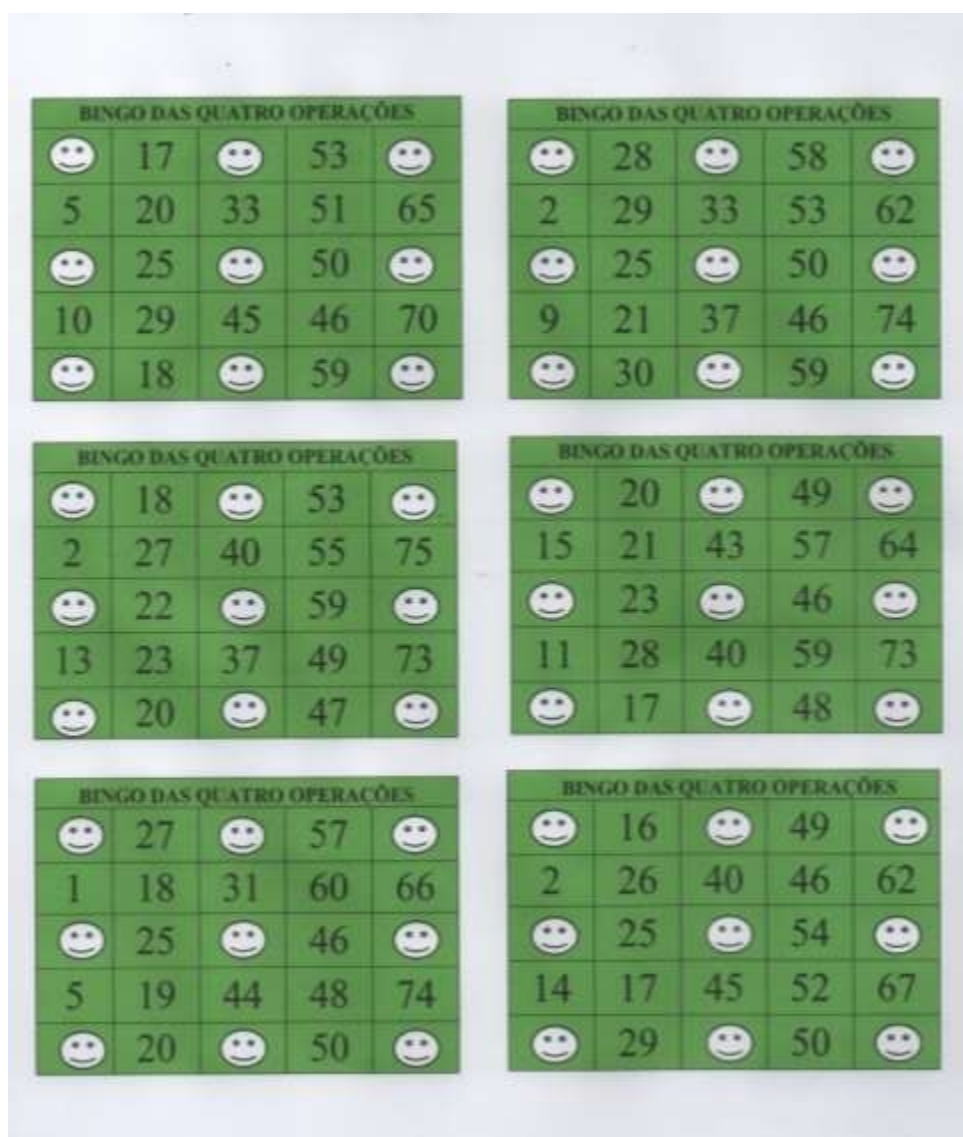 BINGO DAS QUATRO OPERAÇÕES
17 53
5 20 33 51 65
25 50
10 29 45 46 70
18 59
BINGO DAS QUATRO OPERAÇÕES
28 58
2 29 33 53 62
25 50
9 21 37 46 74
30 59
BINGO DAS QUATRO OPERAÇÕES
18 53
2 27 40 55 75
22 59
13 23 37 49 73
20 47
BINGO DAS QUATRO OPERAÇÕES
20 49
15 21 43 57 64
23 46
11 28 40 59 73
17 48
BINGO DAS QUATRO OPERAÇÕES
27 57
1 18 31 60 66
25 46
5 19 44 48 74
20 50
BINGO DAS QUATRO OPERAÇÕES
16 49
2 26 40 46 62
25 54
14 17 45 52 67
29 50